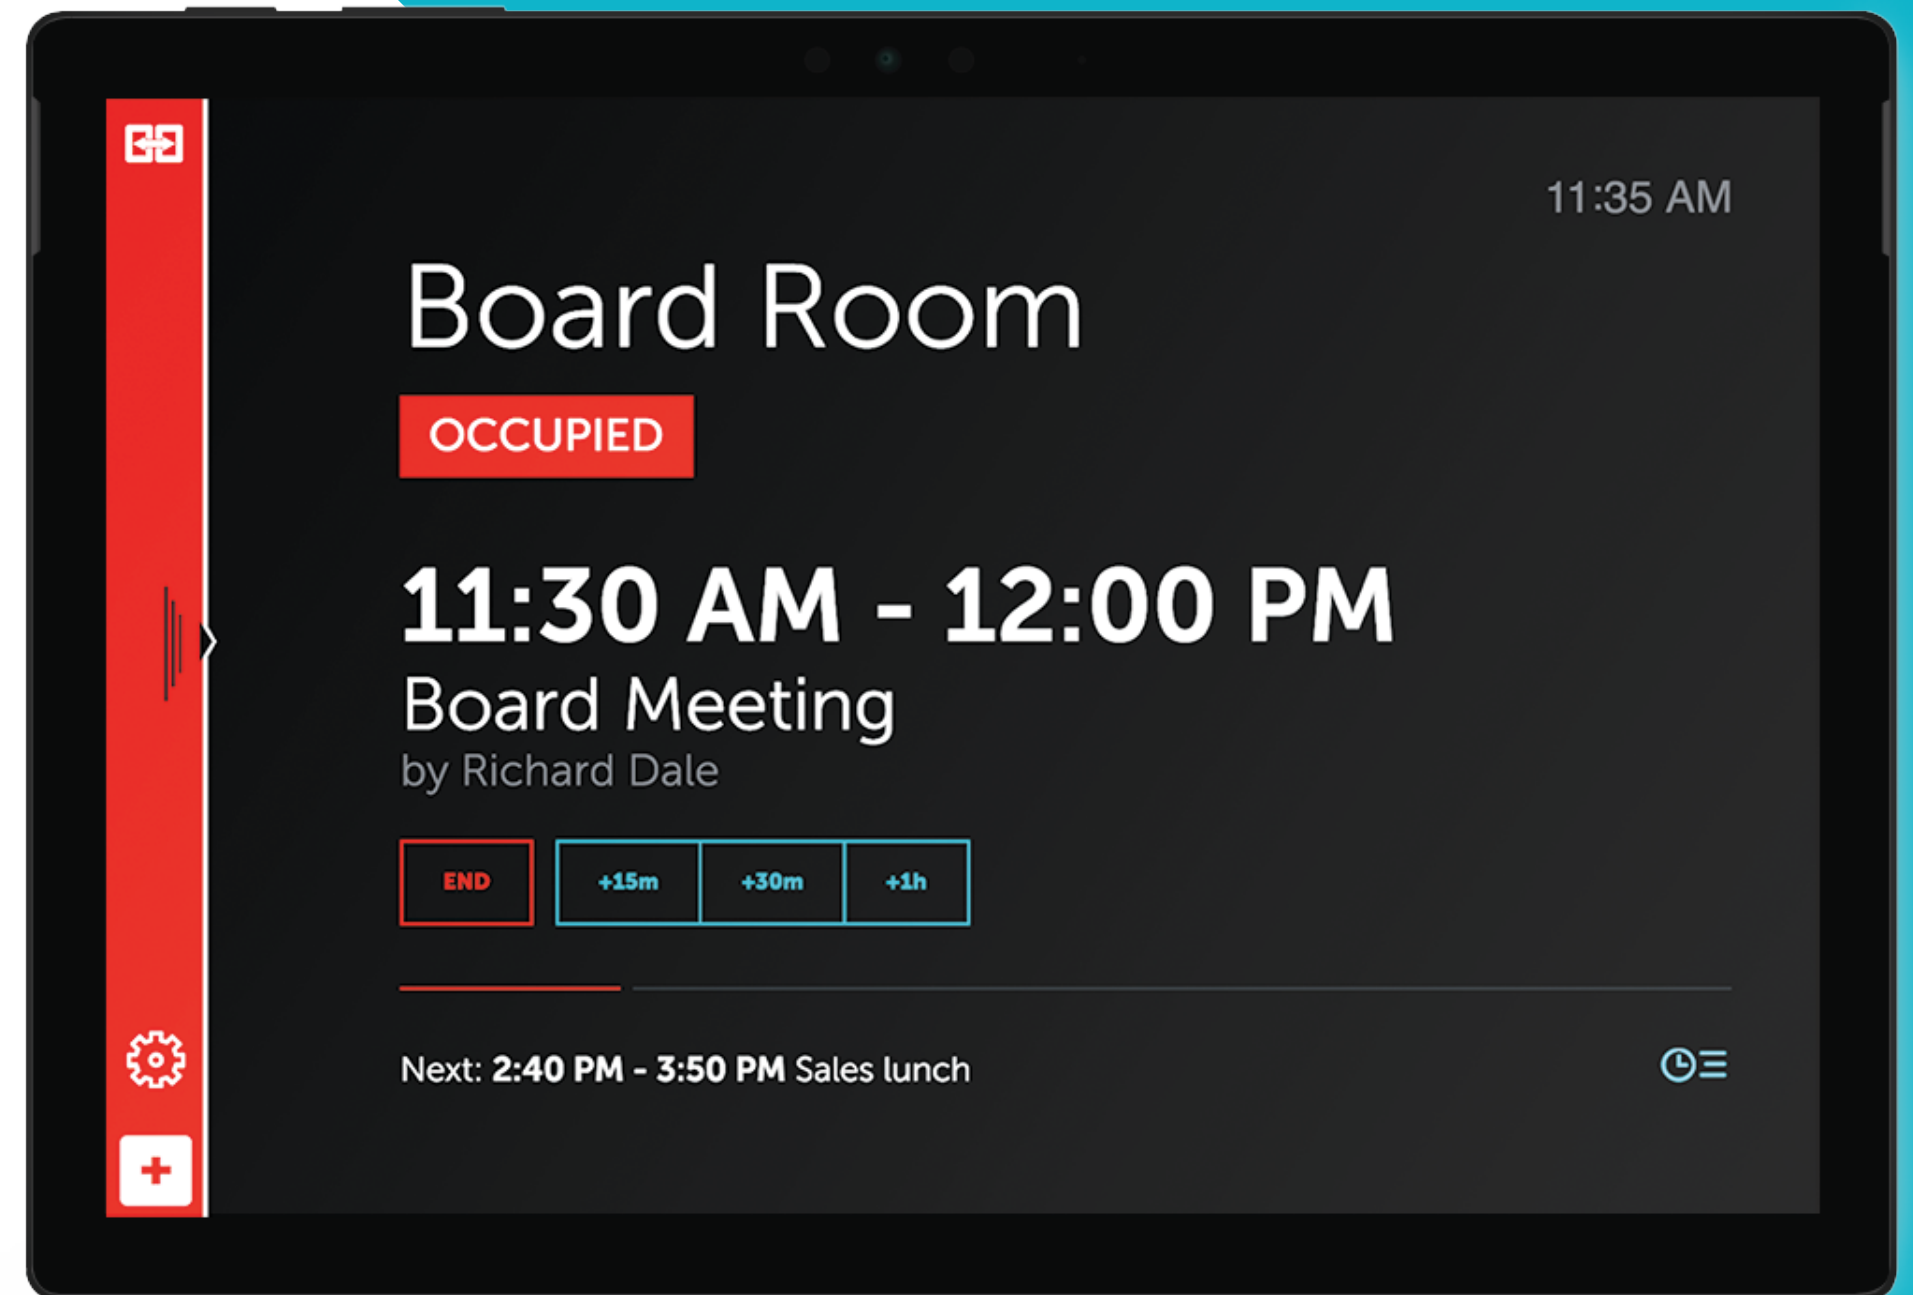 11:35 AM
Board Room
OCCUPIED
11:30 AM - 12:00 PM
Board Meeting
by Richard Dale
END +15m +30m +1h
Next: 2:40 PM - 3:50 PM Sales lunch